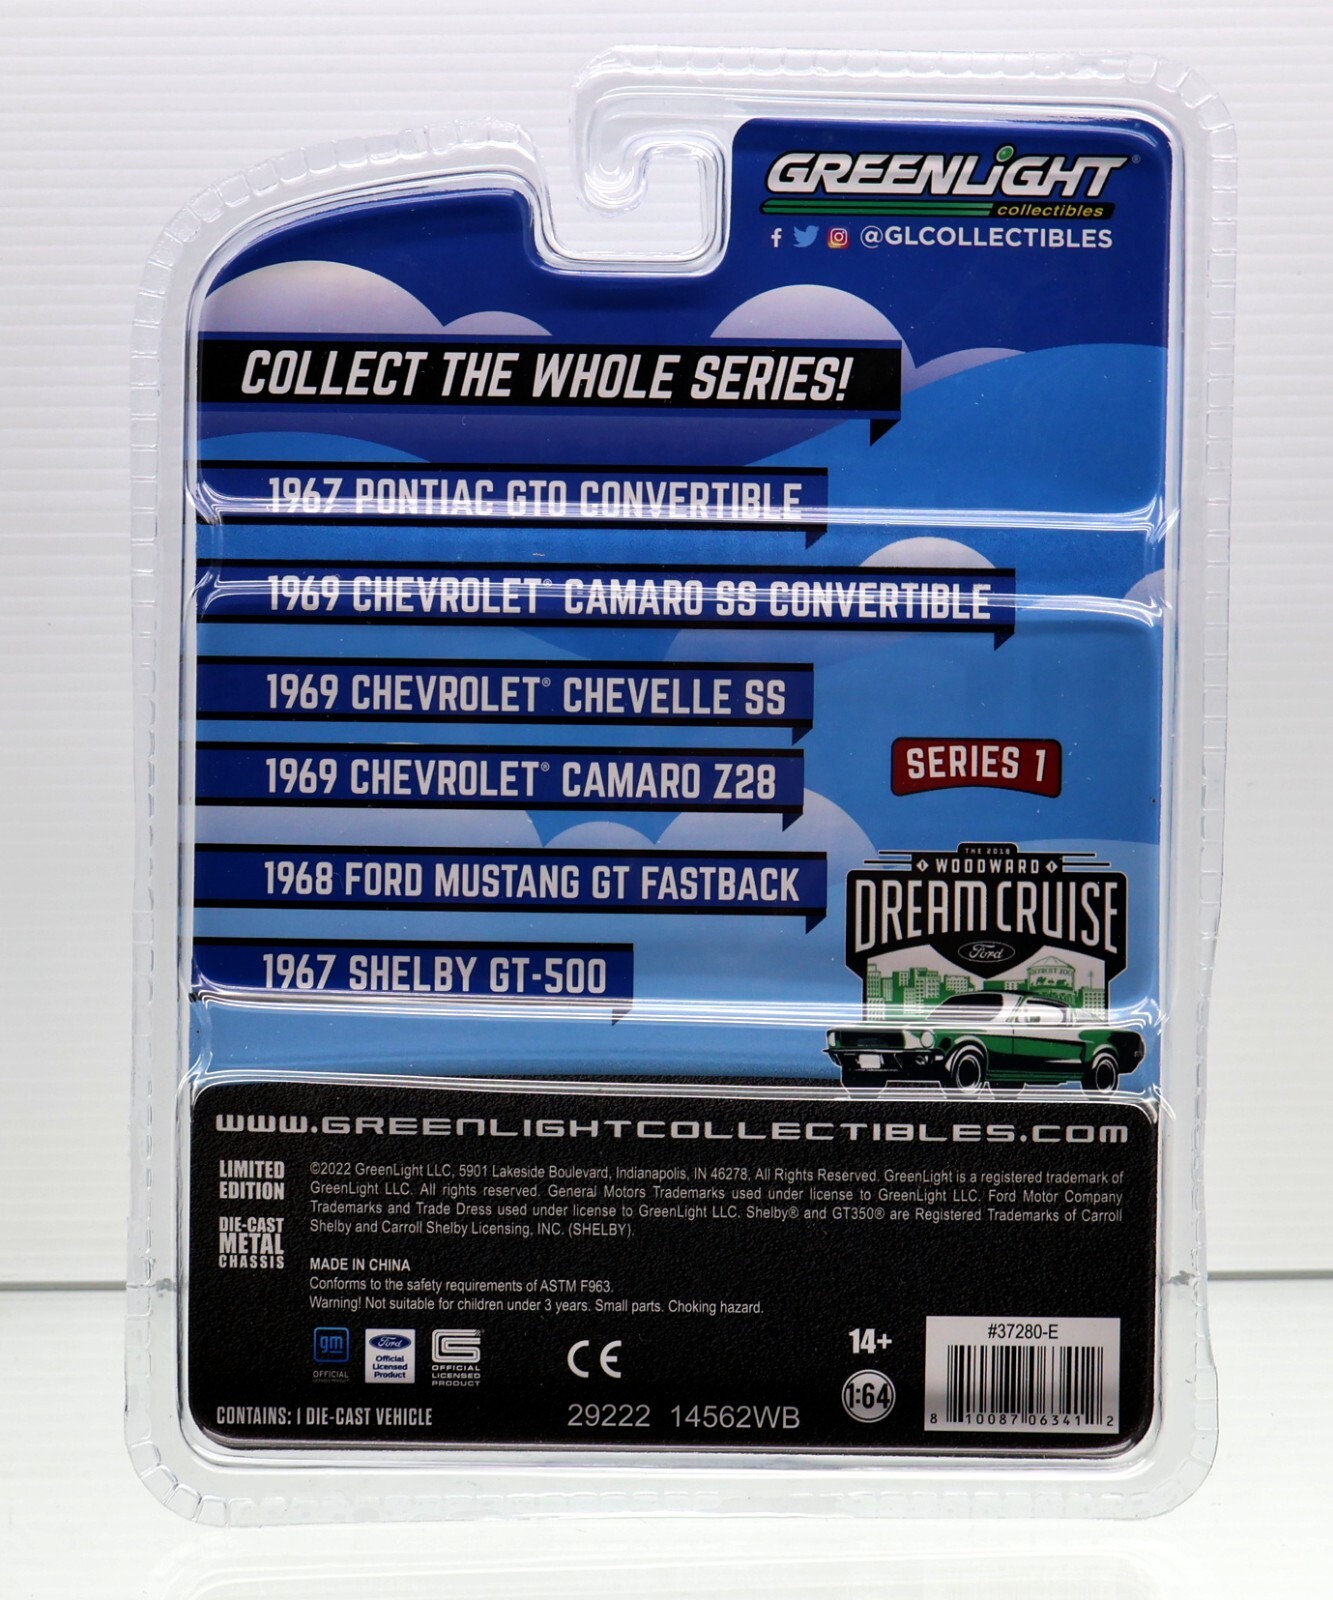 GREENLiGHT®
collectibles
f @GLCOLLECTIBLES
COLLECT THE WHOLE SERIES!
1967 PONTIAC GTO CONVERTIBLE
1969 CHEVROLET® CAMARO SS CONVERTIBLE
1969 CHEVROLET® CHEVELLE SS
1969 CHEVROLET® CAMARO Z28
SERIES 1
1968 FORD MUSTANG GT FASTBACK
1967 SHELBY GT-500
THE 2018
WOODWARD
DREAM CRUISE
Ford
DETROIT ZOO
WWW.GREENLIGHTCOLLECTIBLES.COM
LIMITED
EDITION
DIE-CAST
METAL
CHASSIS
©2022 GreenLight LLC, 5901 Lakeside Boulevard, Indianapolis, IN 46278, All Rights Reserved. GreenLight is a registered trademark of
GreenLight LLC. All rights reserved. General Motors Trademarks used under license to GreenLight LLC. Ford Motor Company
Trademarks and Trade Dress used under license to GreenLight LLC. Shelby® and GT350® are Registered Trademarks of Carroll
Shelby and Carroll Shelby Licensing, INC. (SHELBY).
MADE IN CHINA
Conforms to the safety requirements of ASTM F963.
Warning! Not suitable for children under 3 years. Small parts. Choking hazard.
gm
OFFICIAL
LICENSED PRODUCT
Ford
Official
Licensed
Product
CS
OFFICIAL
LICENSED
PRODUCT
CE
14+
1:64
#37280-E
8 10087 06341 2
CONTAINS: 1 DIE-CAST VEHICLE
29222 14562WB